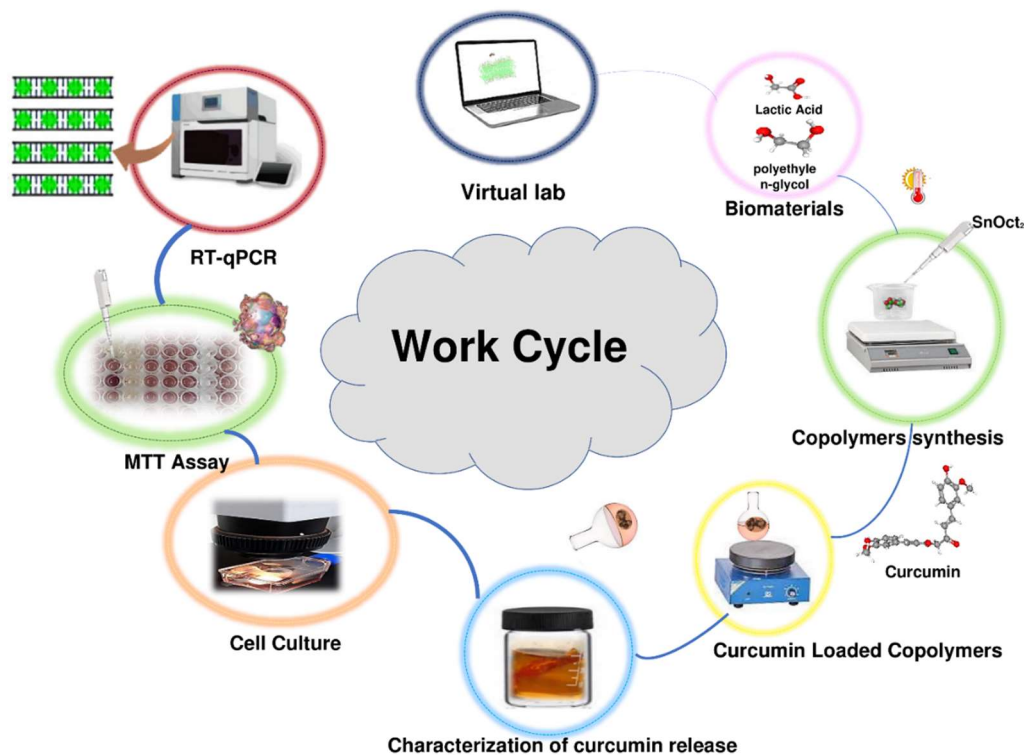 Virtual lab
Lactic Acid
polyethyle
n-glycol
Biomaterials
SnOct₂
Copolymers synthesis
Curcumin
Curcumin Loaded Copolymers
Characterization of curcumin release
Cell Culture
MTT Assay
RT-qPCR
Work Cycle